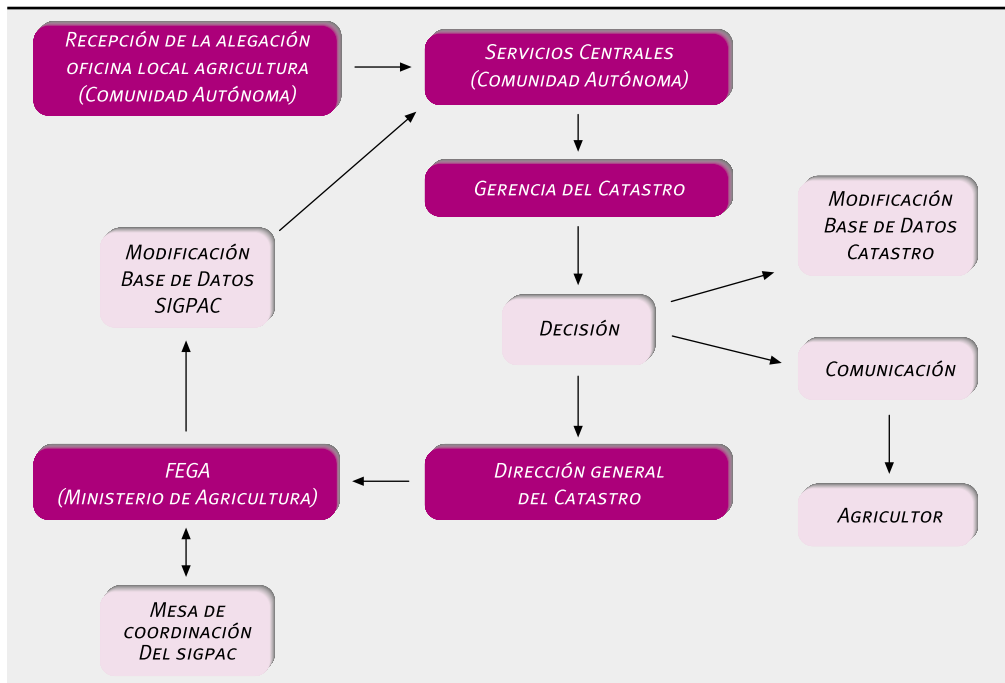 Recepción de la alegación
oficina local agricultura
(Comunidad Autónoma)
Servicios Centrales
(Comunidad Autónoma)
Gerencia del Catastro
Modificación
Base de Datos
Catastro
Modificación
Base de Datos
SIGPAC
Decisión
Comunicación
FEGA
(Ministerio de Agricultura)
Dirección general
del Catastro
Agricultor
Mesa de
coordinación
Del sigpac